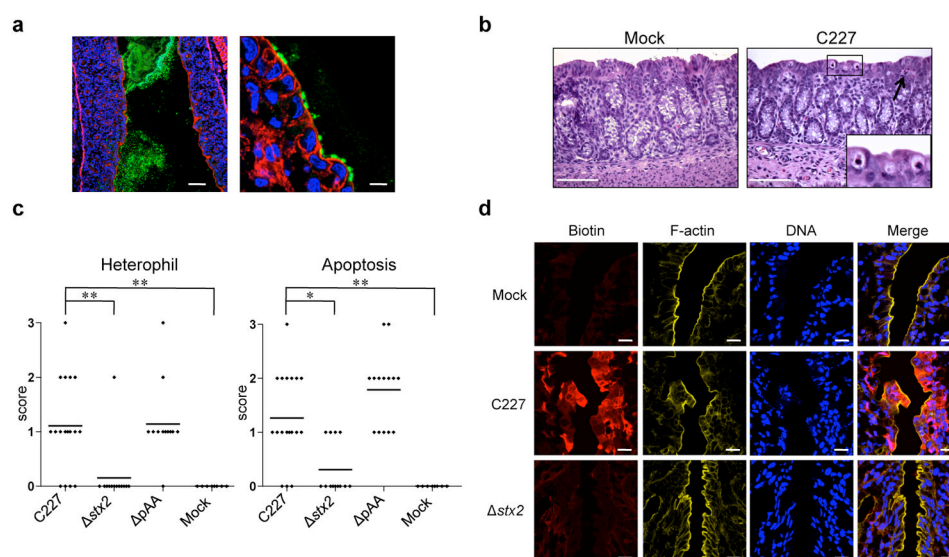 a
b
Mock
C227
c
Heterophil
**
**
3
2
1
0
score
C227
Δstx2
ΔpAA
Mock
Apoptosis
**
*
3
2
1
0
score
C227
Δstx2
ΔpAA
Mock
d
Biotin
F-actin
DNA
Merge
Mock
C227
Δstx2